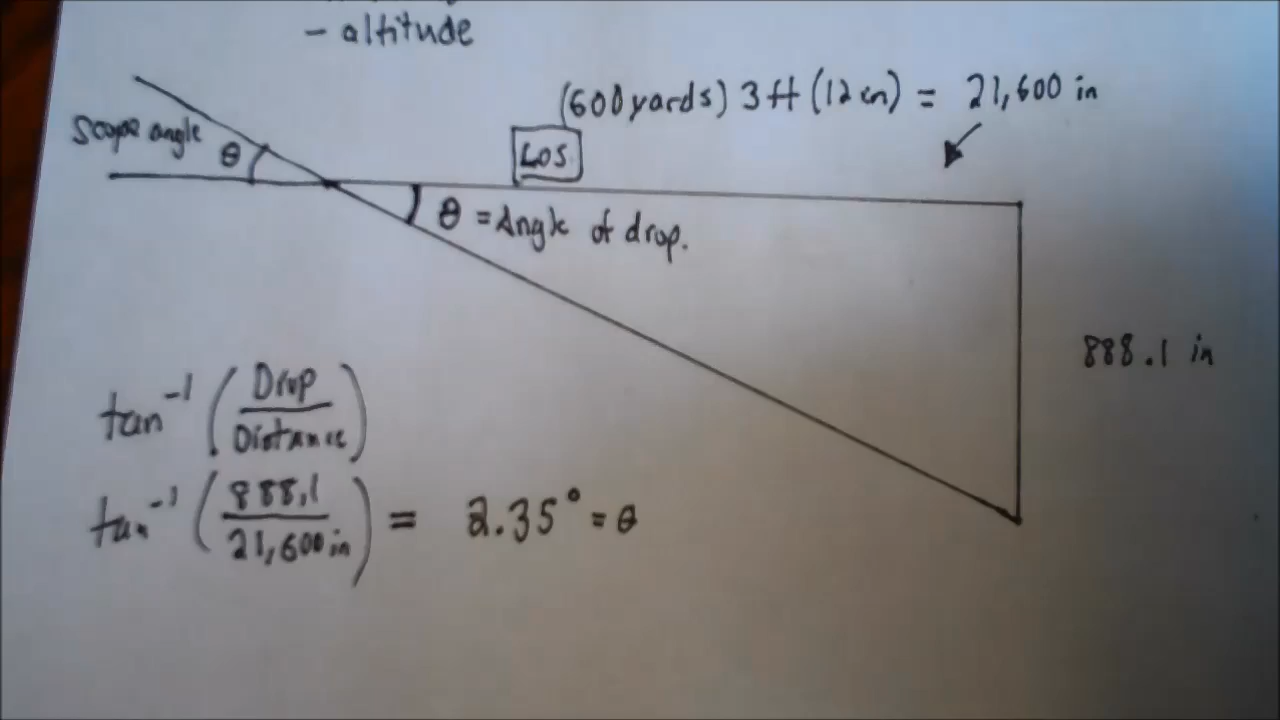 - altitude
(600 yards) 3 ft (12 in) = 21,600 in
Scope angle
θ
LOS
θ = Angle of drop.
888.1 in
tan⁻¹ (Drop/Distance)
tan⁻¹ (888.1/21,600 in) = 2.35° = θ